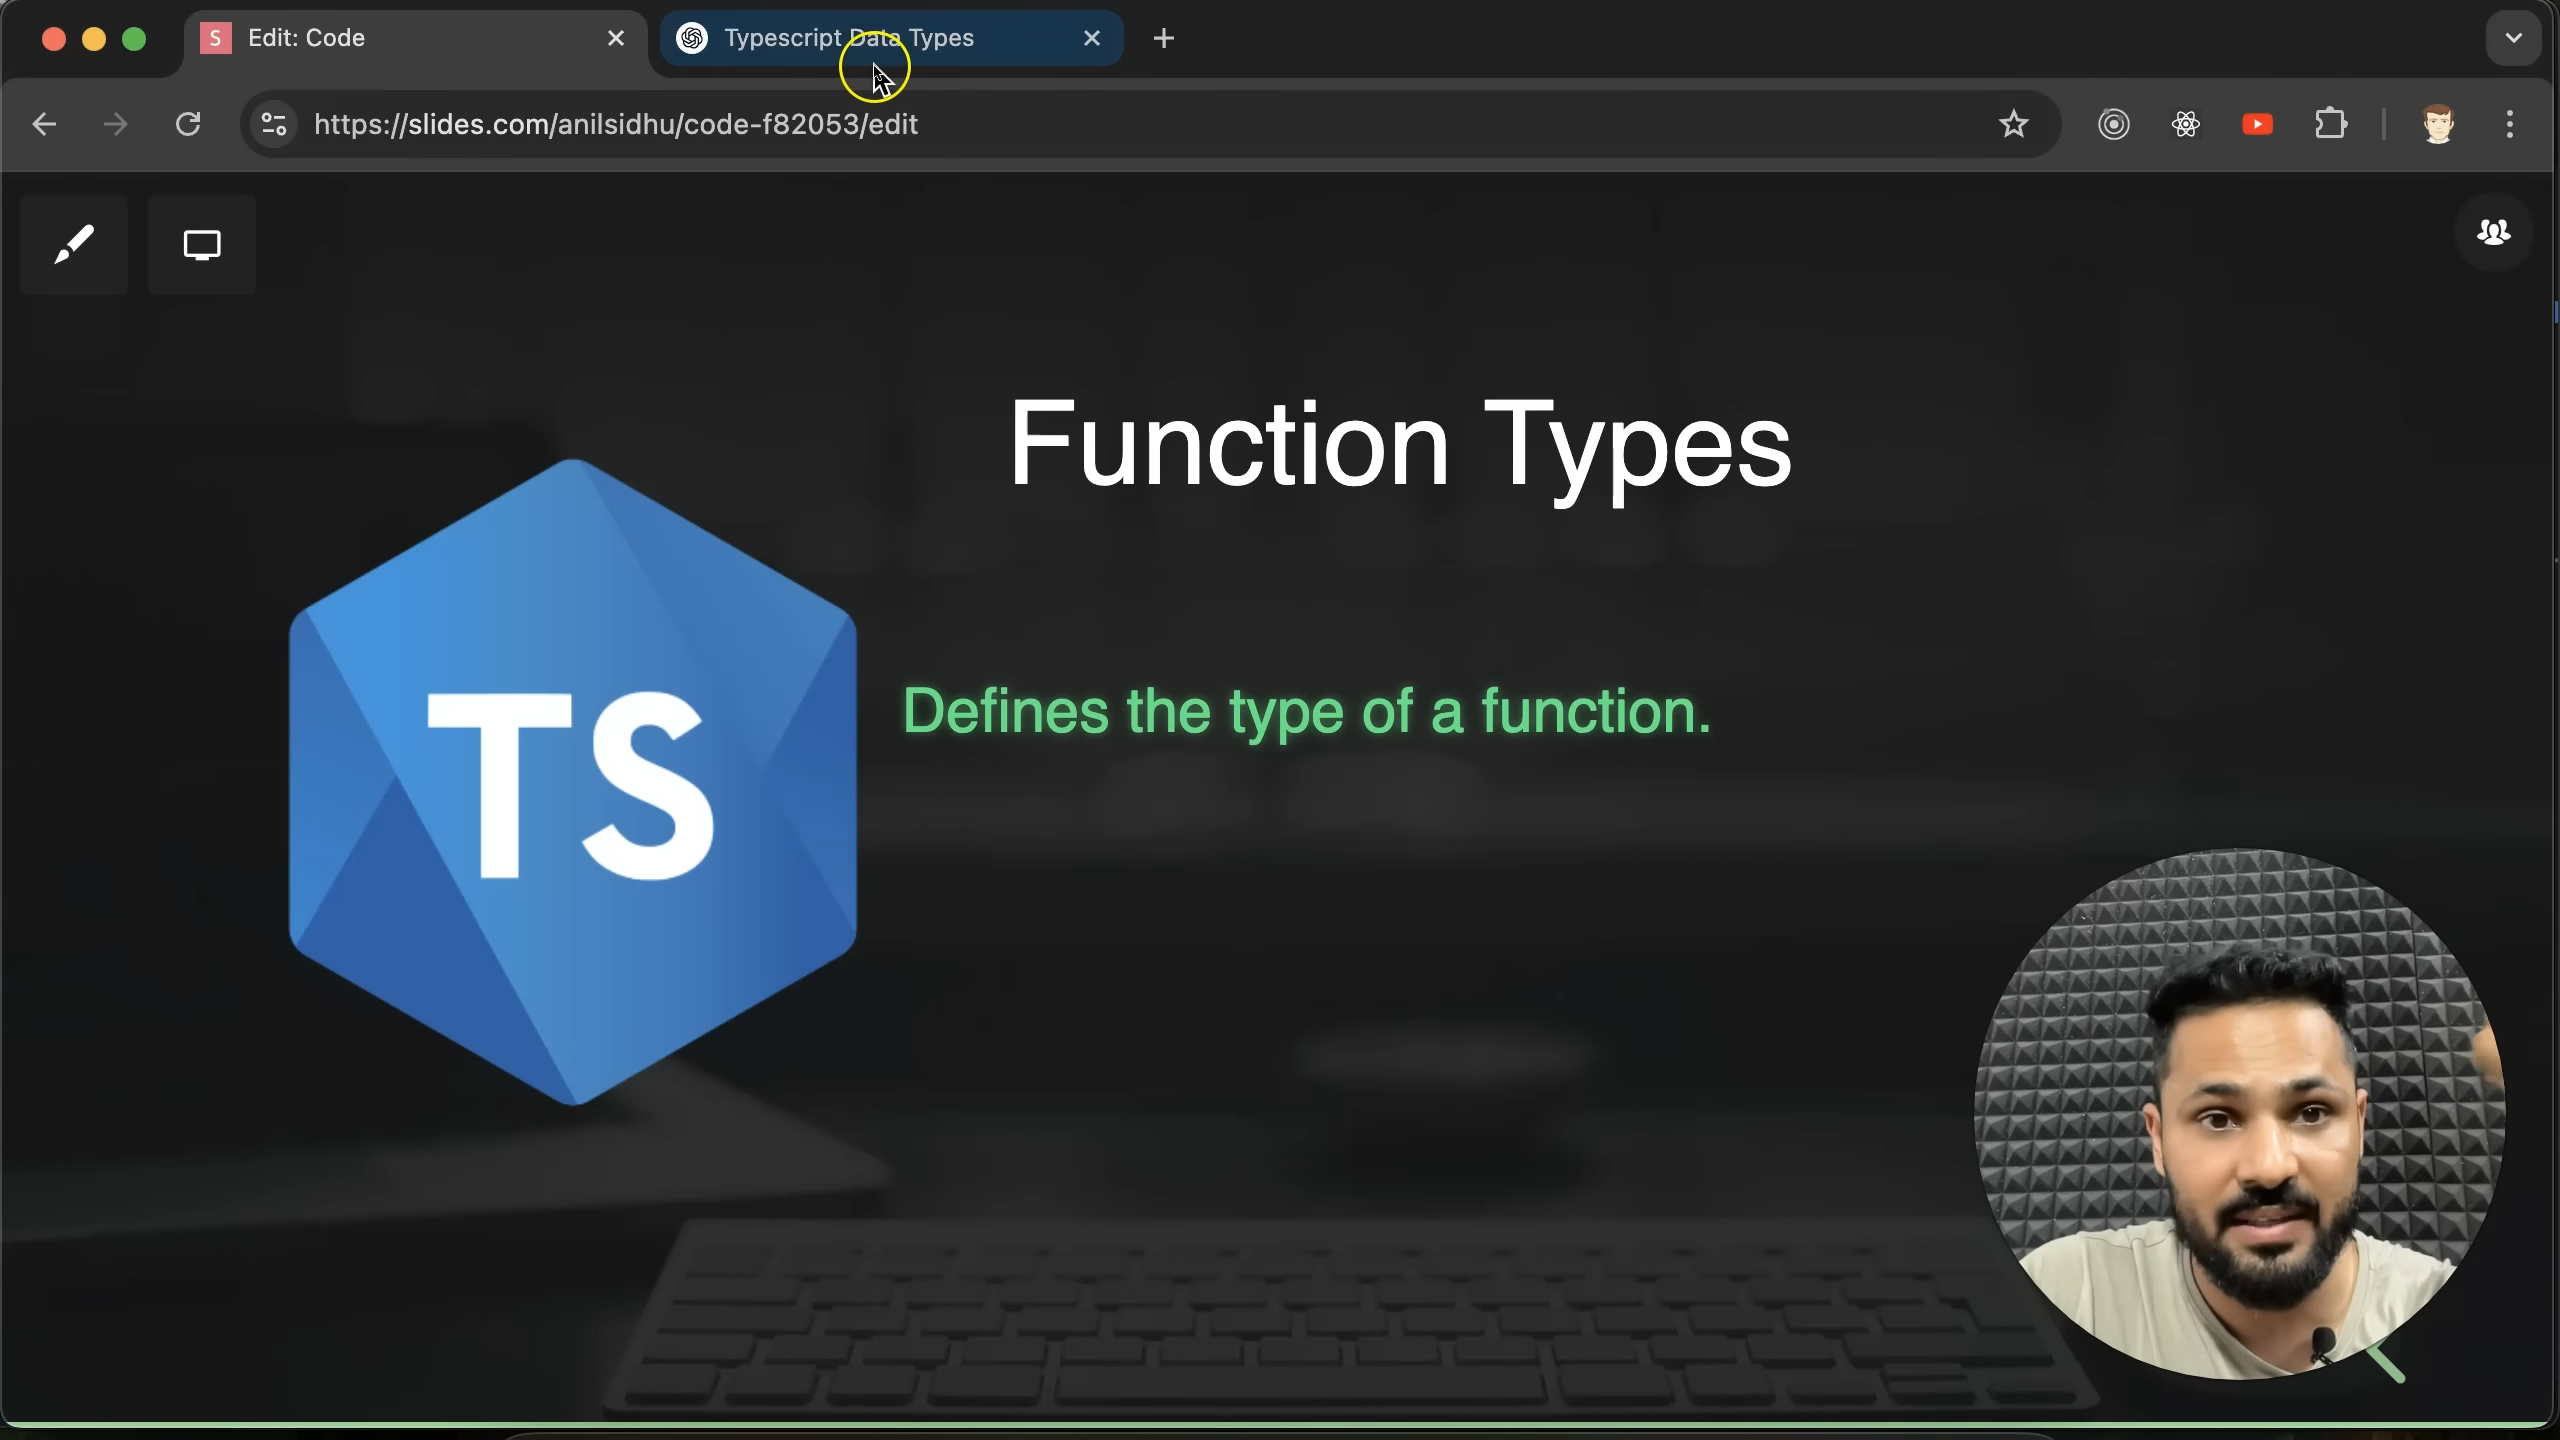 S Edit: Code
Typescript Data Types
https://slides.com/anilsidhu/code-f82053/edit
Function Types
TS
Defines the type of a function.